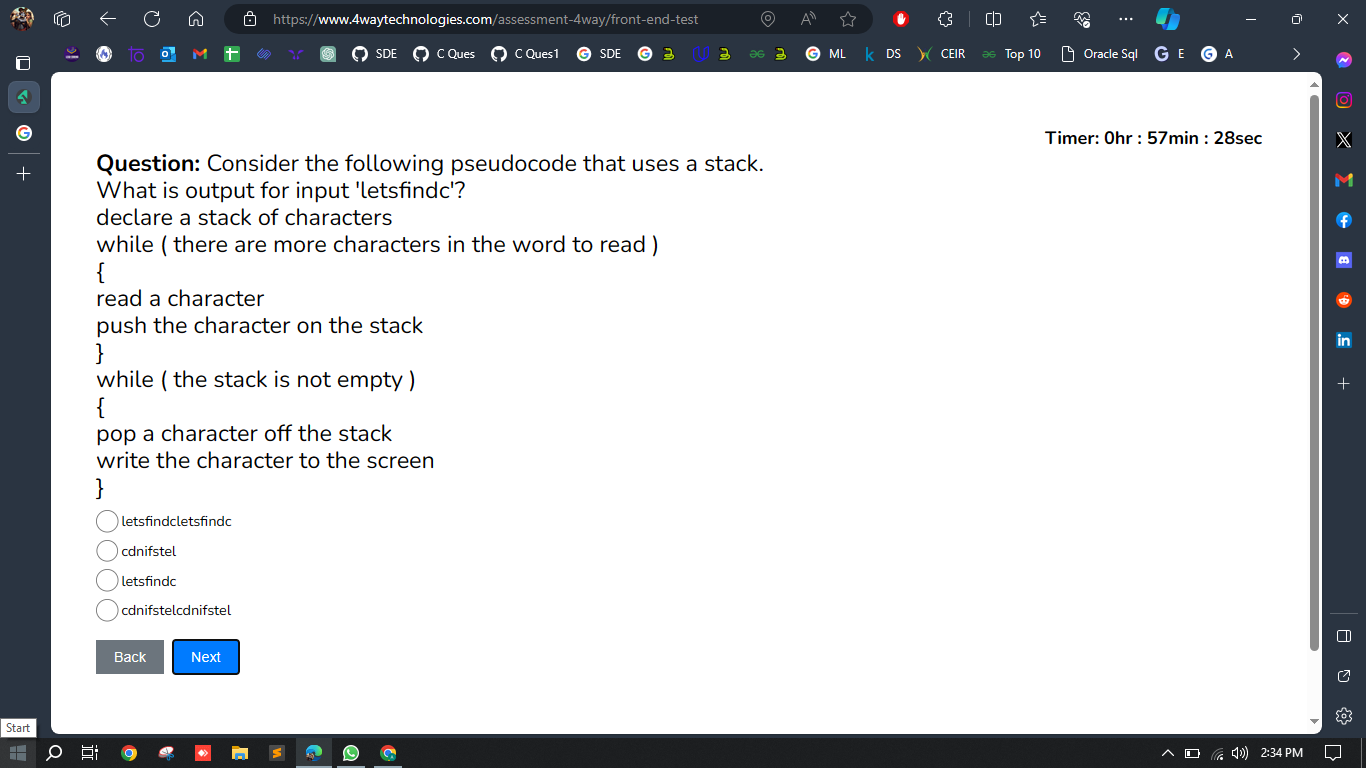 https://www.4waytechnologies.com/assessment-4way/front-end-test
SDE
C Ques
C Ques1
SDE
ML
DS
CEIR
Top 10
Oracle Sql
E
A
Timer: 0hr : 57min : 28sec
Question: Consider the following pseudocode that uses a stack.
What is output for input 'letsfindc'?
declare a stack of characters
while ( there are more characters in the word to read )
{
read a character
push the character on the stack
}
while ( the stack is not empty )
{
pop a character off the stack
write the character to the screen
}
letsfindcletsfindc
cdnifstel
letsfindc
cdnifstelcdnifstel
Back
Next
Start
2:34 PM